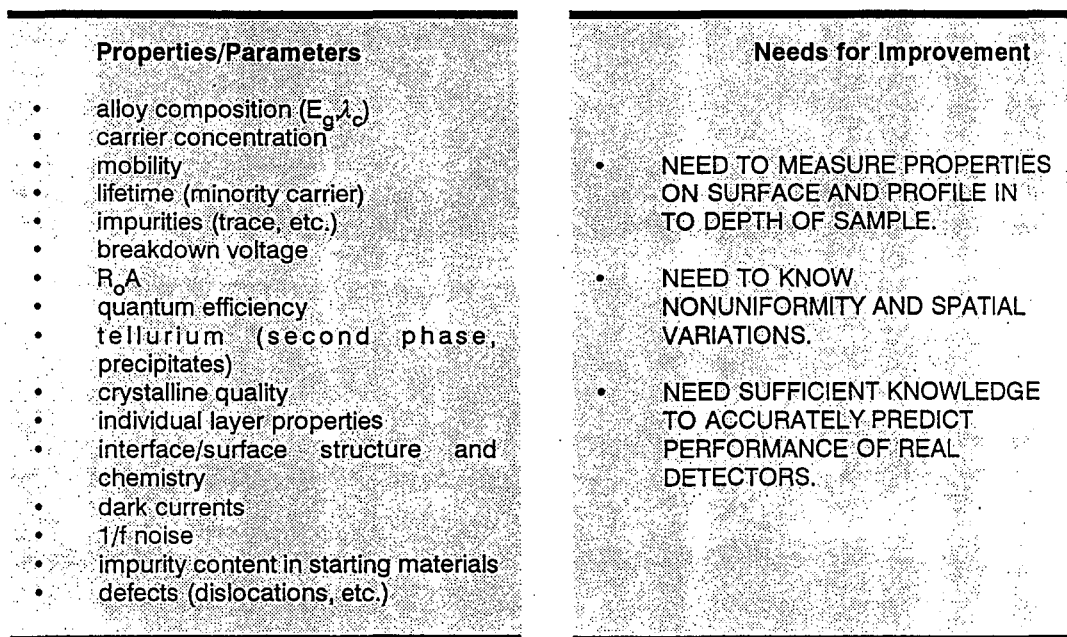 Properties/Parameters
• alloy composition (E_gλ_c)
• carrier concentration
• mobility
• lifetime (minority carrier)
• impurities (trace, etc.)
• breakdown voltage
• R_oA
• quantum efficiency
• tellurium (second phase,
precipitates)
• crystalline quality
• individual layer properties
• interface/surface structure and
chemistry
• dark currents
• 1/f noise
• impurity content in starting materials
• defects (dislocations, etc.)
Needs for Improvement
• NEED TO MEASURE PROPERTIES
ON SURFACE AND PROFILE IN
TO DEPTH OF SAMPLE.
• NEED TO KNOW
NONUNIFORMITY AND SPATIAL
VARIATIONS.
• NEED SUFFICIENT KNOWLEDGE
TO ACCURATELY PREDICT
PERFORMANCE OF REAL
DETECTORS.